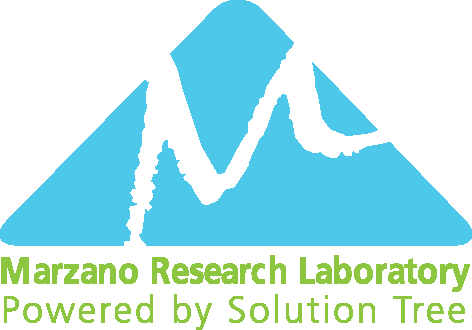 Marzano Research Laboratory
Powered by Solution Tree